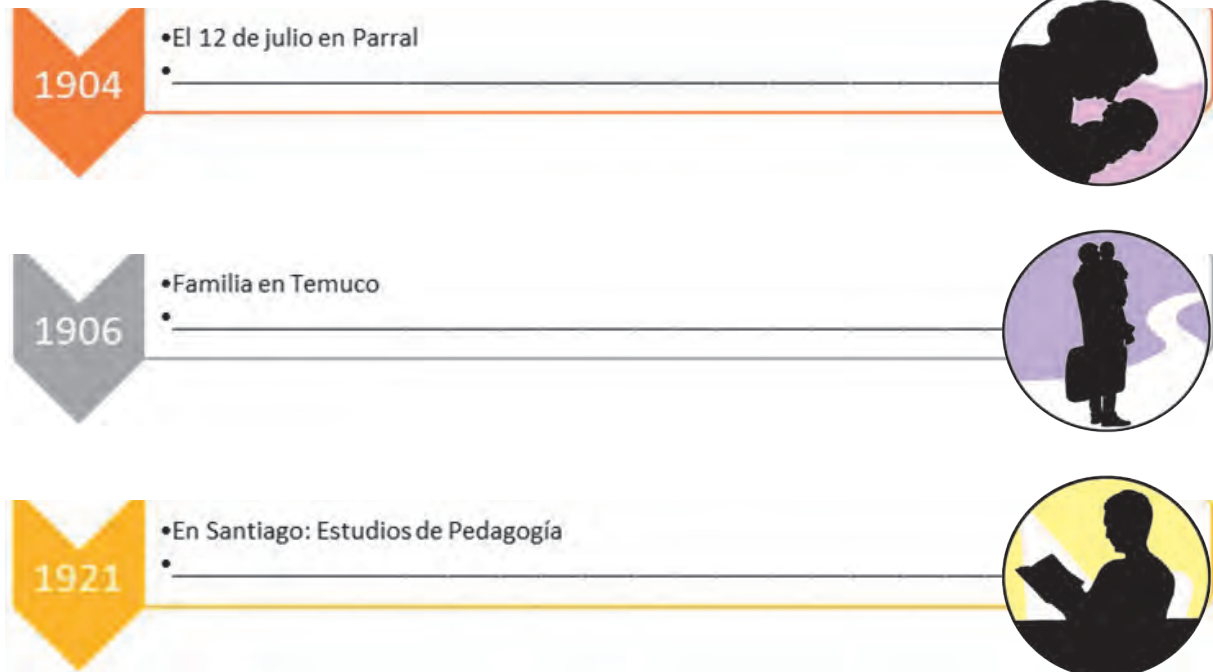 •El 12 de julio en Parral
•
1904
•Familia en Temuco
•
1906
•En Santiago: Estudios de Pedagogía
•
1921